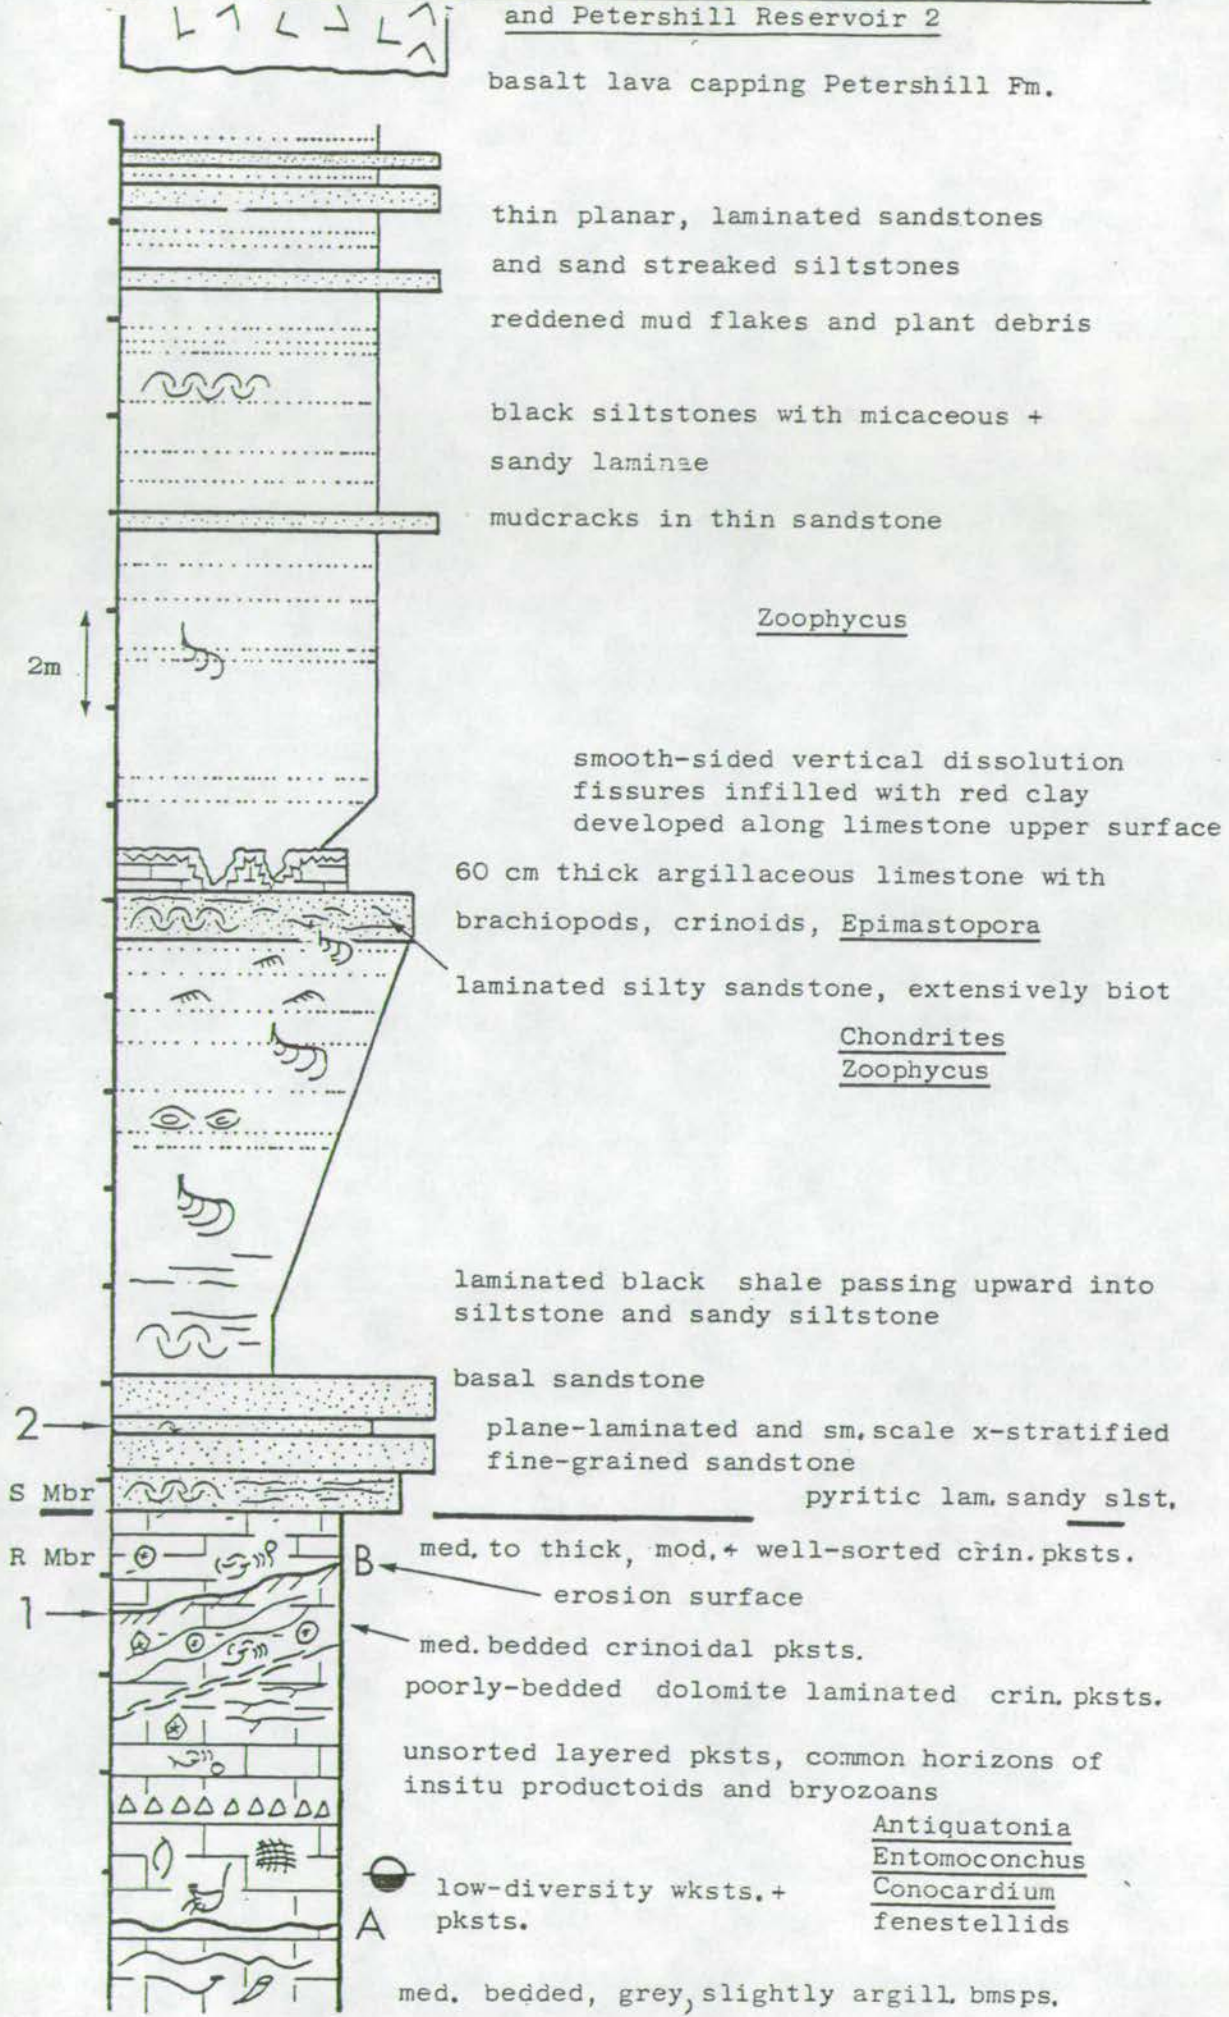 and Petershill Reservoir 2
basalt lava capping Petershill Fm.
thin planar, laminated sandstones
and sand streaked siltstones
reddened mud flakes and plant debris
black siltstones with micaceous +
sandy laminae
mudcracks in thin sandstone
Zoophycus
2m
smooth-sided vertical dissolution
fissures infilled with red clay
developed along limestone upper surface
60 cm thick argillaceous limestone with
brachiopods, crinoids, Epimastopora
laminated silty sandstone, extensively biot
Chondrites
Zoophycus
laminated black shale passing upward into
siltstone and sandy siltstone
basal sandstone
2
plane-laminated and sm. scale x-stratified
fine-grained sandstone
S Mbr
pyritic lam. sandy slst.
R Mbr
B
med. to thick, mod. + well-sorted crin. pksts.
erosion surface
1
med. bedded crinoidal pksts.
poorly-bedded dolomite laminated crin. pksts.
unsorted layered pksts, common horizons of
insitu productoids and bryozoans
Antiquatonia
Entomoconchus
Conocardium
fenestellids
low-diversity wksts. +
pksts.
A
med. bedded, grey, slightly argill. bmsps.